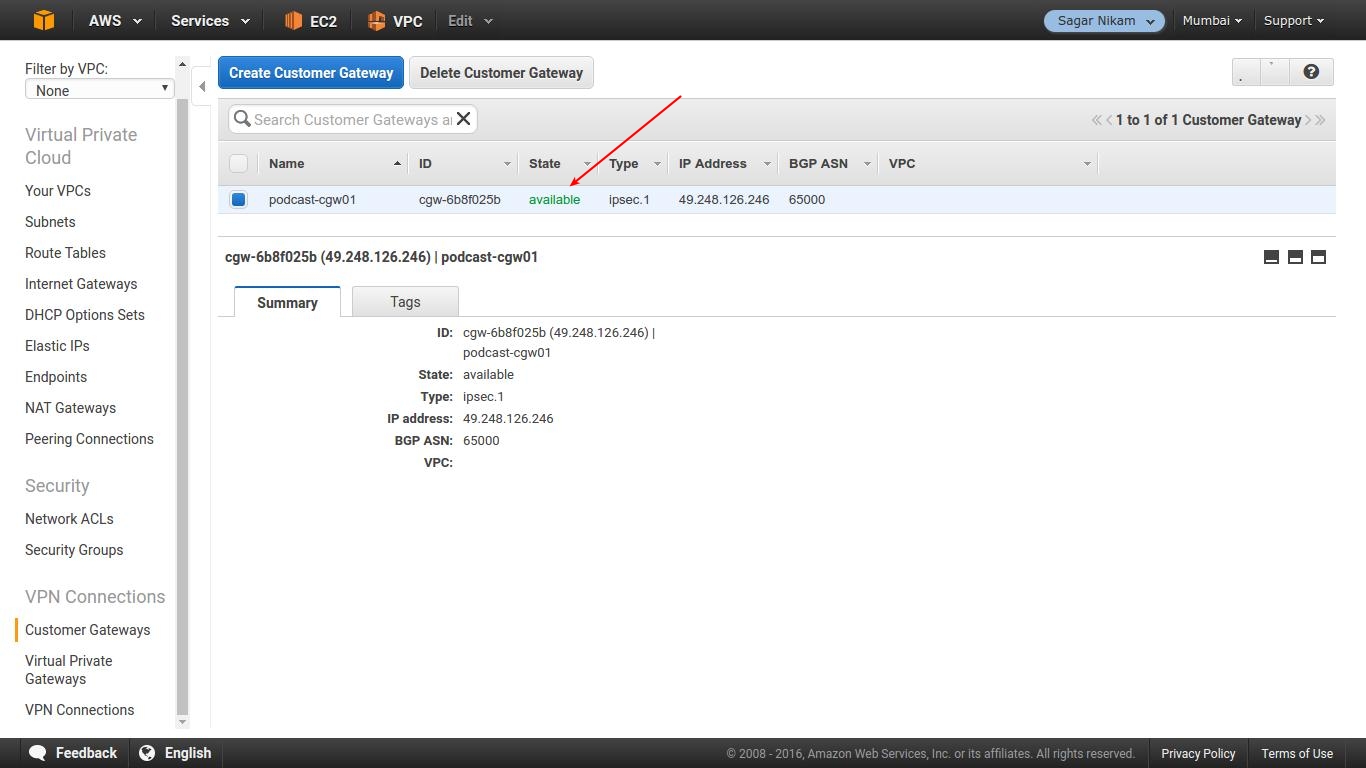 AWS Services EC2 VPC Edit Sagar Nikam Mumbai Support
Filter by VPC:
None
Virtual Private
Cloud
Your VPCs
Subnets
Route Tables
Internet Gateways
DHCP Options Sets
Elastic IPs
Endpoints
NAT Gateways
Peering Connections
Security
Network ACLs
Security Groups
VPN Connections
Customer Gateways
Virtual Private
Gateways
VPN Connections
Create Customer Gateway Delete Customer Gateway
Search Customer Gateways a 1 to 1 of 1 Customer Gateway
Name ID State Type IP Address BGP ASN VPC
podcast-cgw01 cgw-6b8f025b available ipsec.1 49.248.126.246 65000
cgw-6b8f025b (49.248.126.246) | podcast-cgw01
Summary Tags
ID: cgw-6b8f025b (49.248.126.246) |
podcast-cgw01
State: available
Type: ipsec.1
IP address: 49.248.126.246
BGP ASN: 65000
VPC:
Feedback English © 2008 - 2016, Amazon Web Services, Inc. or its affiliates. All rights reserved. Privacy Policy Terms of Use